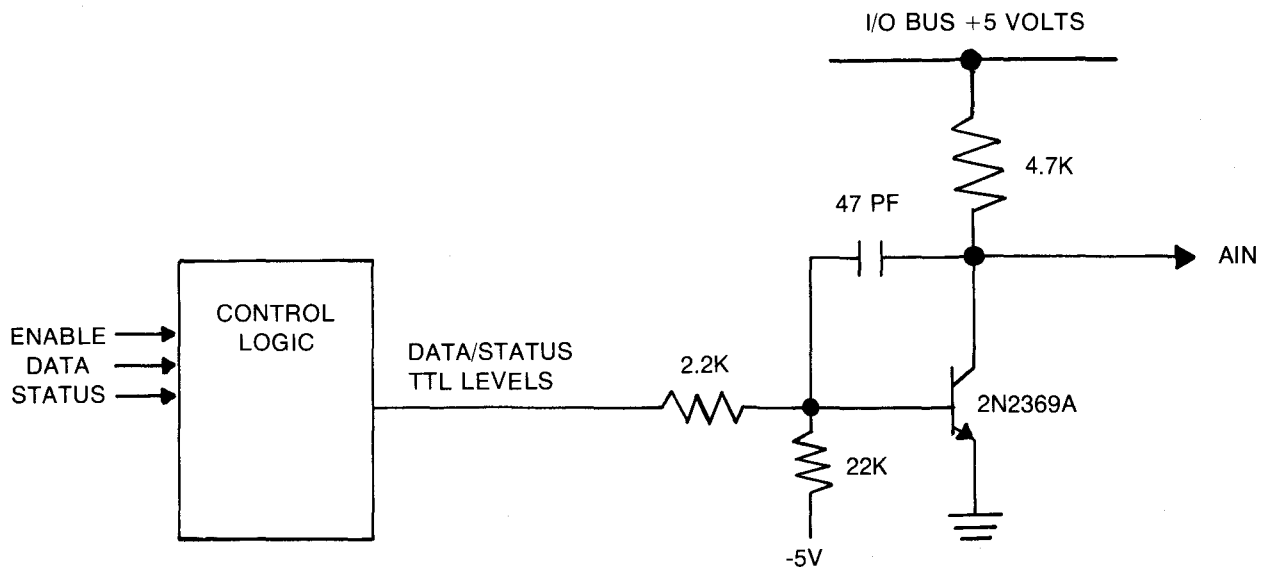 I/O BUS +5 VOLTS
4.7K
47 PF
AIN
CONTROL
LOGIC
ENABLE
DATA
STATUS
DATA/STATUS
TTL LEVELS
2.2K
2N2369A
22K
-5V